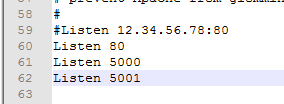 58 #
59 #Listen 12.34.56.78:80
60 Listen 80
61 Listen 5000
62 Listen 5001
63